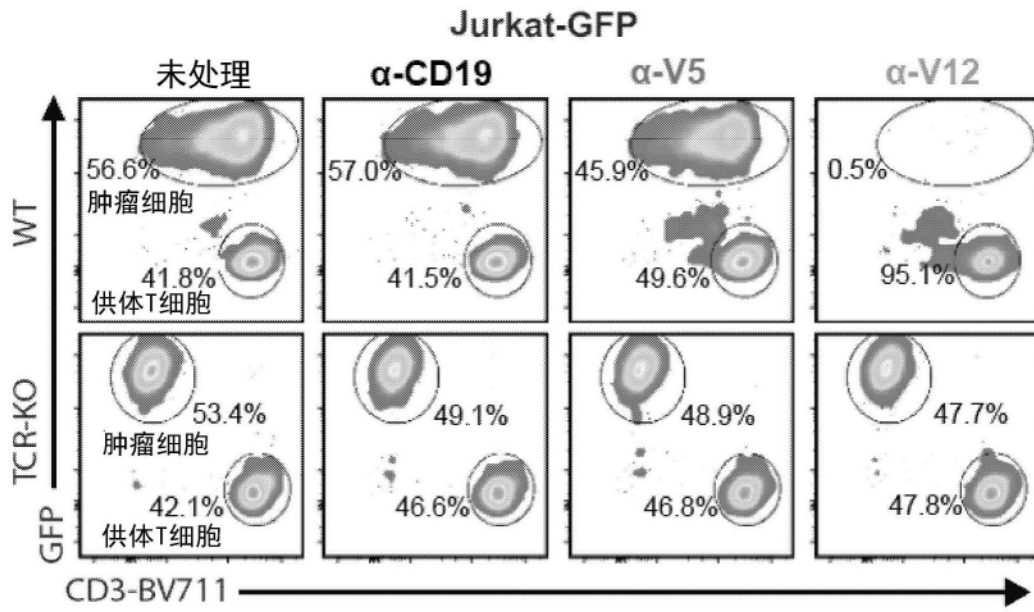 Jurkat-GFP
未处理 α-CD19 α-V5 α-V12
WT
56.6% 57.0% 45.9% 0.5%
肿瘤细胞
41.8% 41.5% 49.6% 95.1%
供体T细胞
TCR-KO
53.4% 49.1% 48.9% 47.7%
肿瘤细胞
42.1% 46.6% 46.8% 47.8%
供体T细胞
GFP
CD3-BV711